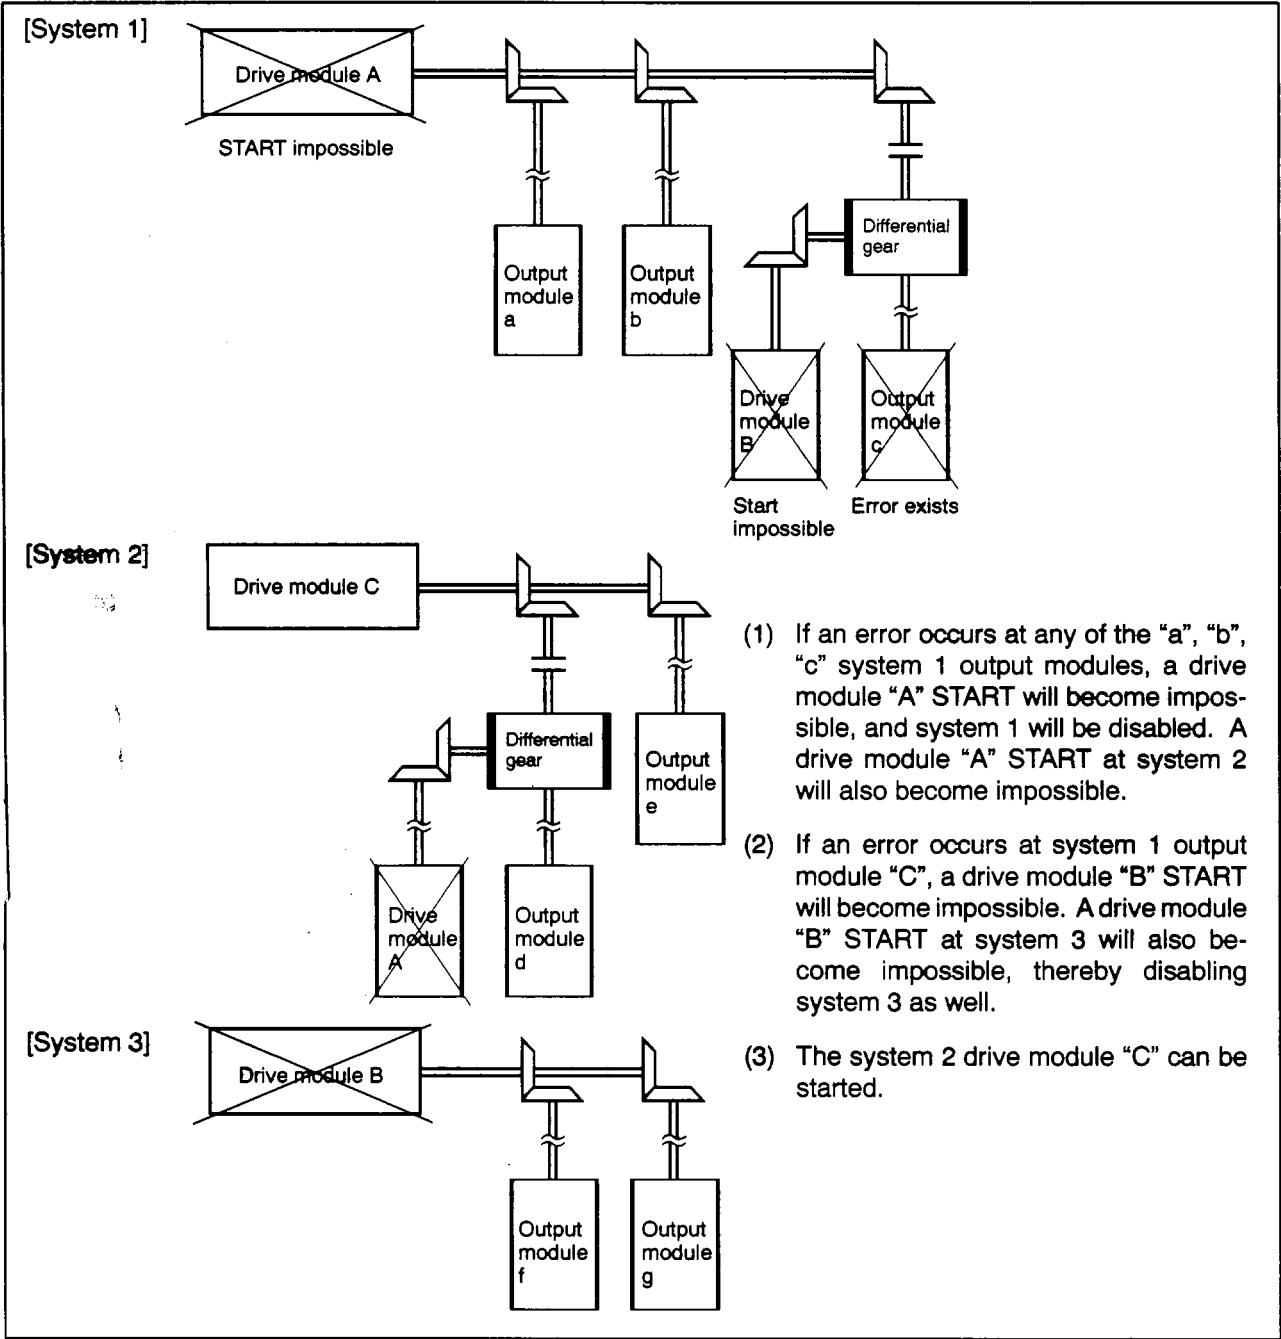 [System 1]
Drive module A
START impossible
Output
module
a
Output
module
b
Differential
gear
Drive
module
B
Output
module
c
Start
impossible
Error exists
[System 2]
Drive module C
Differential
gear
Output
module
e
Drive
module
A
Output
module
d
(1) If an error occurs at any of the “a”, “b”,
“c” system 1 output modules, a drive
module “A” START will become impos-
sible, and system 1 will be disabled. A
drive module “A” START at system 2
will also become impossible.
(2) If an error occurs at system 1 output
module “C”, a drive module “B” START
will become impossible. A drive module
“B” START at system 3 will also be-
come impossible, thereby disabling
system 3 as well.
(3) The system 2 drive module “C” can be
started.
[System 3]
Drive module B
Output
module
f
Output
module
g